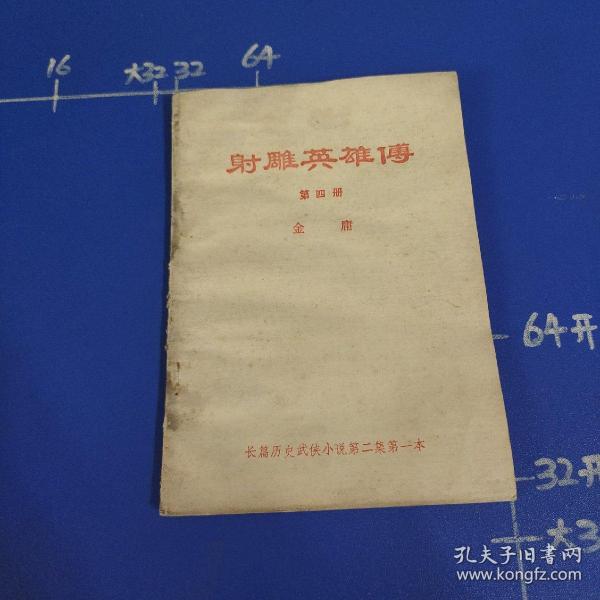 16 大32 32 64
射雕英雄傳
第四册
金庸
64开
长篇历史武侠小说第二集第一本
32开
大3
孔夫子旧书网
www.kongfz.com